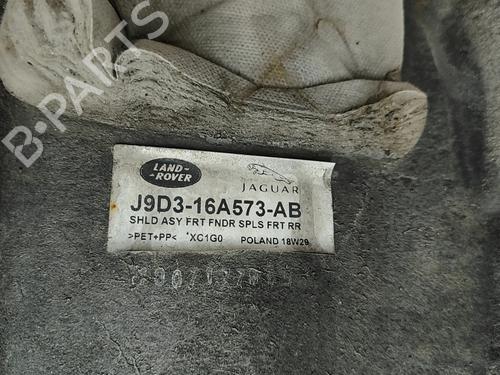 B-PARTS
LAND-
ROVER
JAGUAR
J9D3-16A573-AB
SHLD ASY FRT FNDR SPLS FRT RR
>PET+PP< 'XC1G0 POLAND 18W29